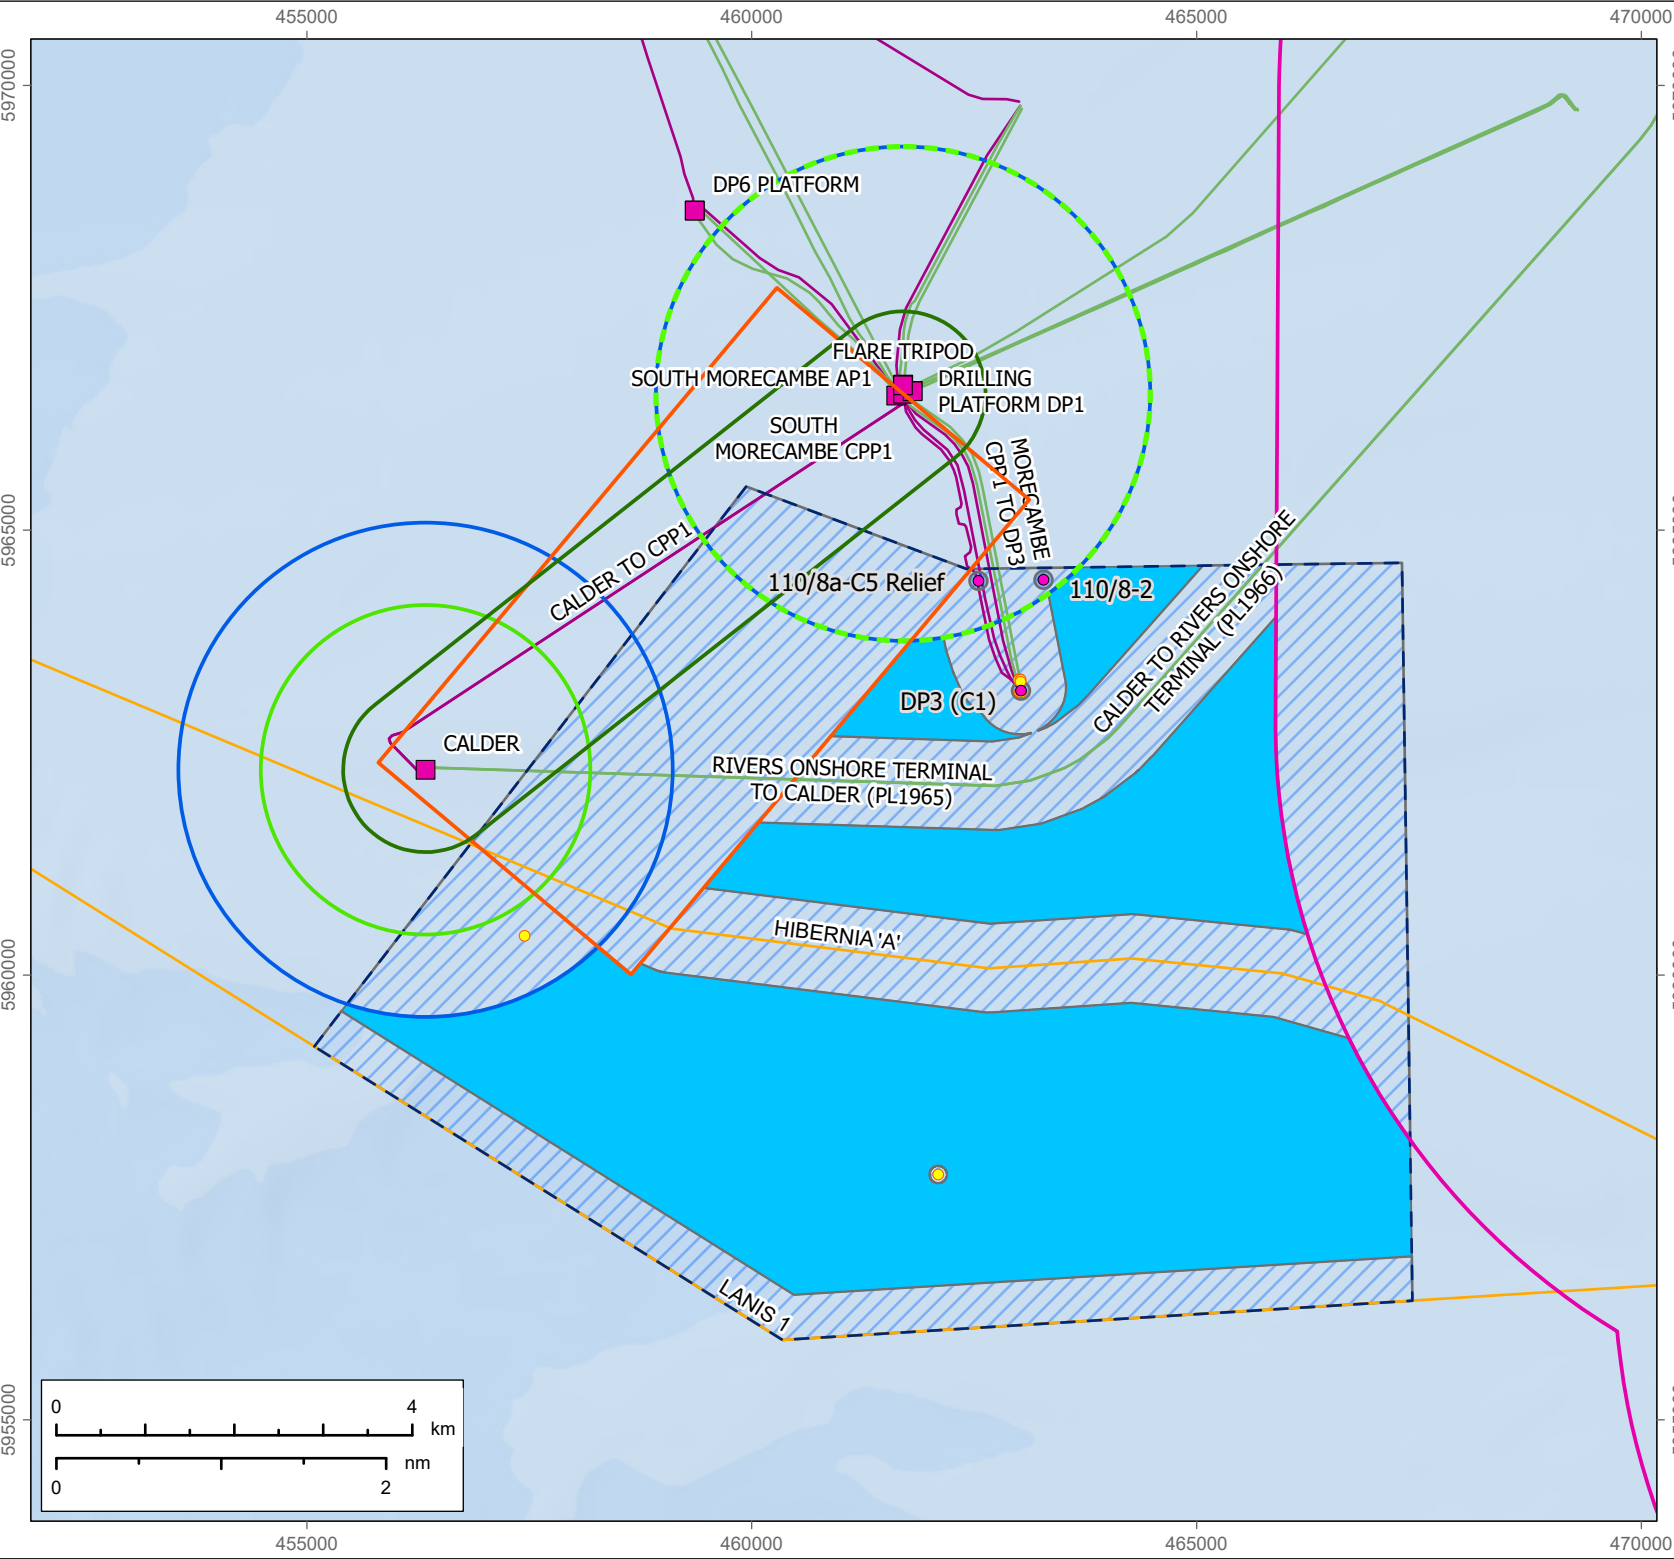 455000
460000
465000
470000
5970000
5965000
5960000
5955000
DP6 PLATFORM
FLARE TRIPOD
SOUTH MORECAMBE AP1
DRILLING
PLATFORM DP1
SOUTH
MORECAMBE CPP1
MORECAMBE
CPP1 TO DP3
CALDER TO CPP1
110/8a-C5 Relief
110/8-2
CALDER TO RIVERS ONSHORE
TERMINAL (PL1966)
DP3 (C1)
CALDER
RIVERS ONSHORE TERMINAL
TO CALDER (PL1965)
HIBERNIA 'A'
LANIS 1
0
4
km
nm
0
2
455000
460000
465000
470000